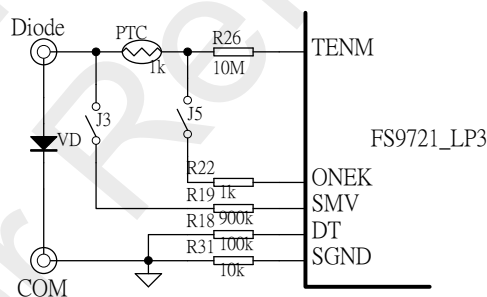 Diode
PTC
1k
R26
10M
TENM
J3
J5
VD
FS9721_LP3
R22
1k
ONEK
R19
900k
SMV
R18
100k
DT
R31
10k
SGND
COM